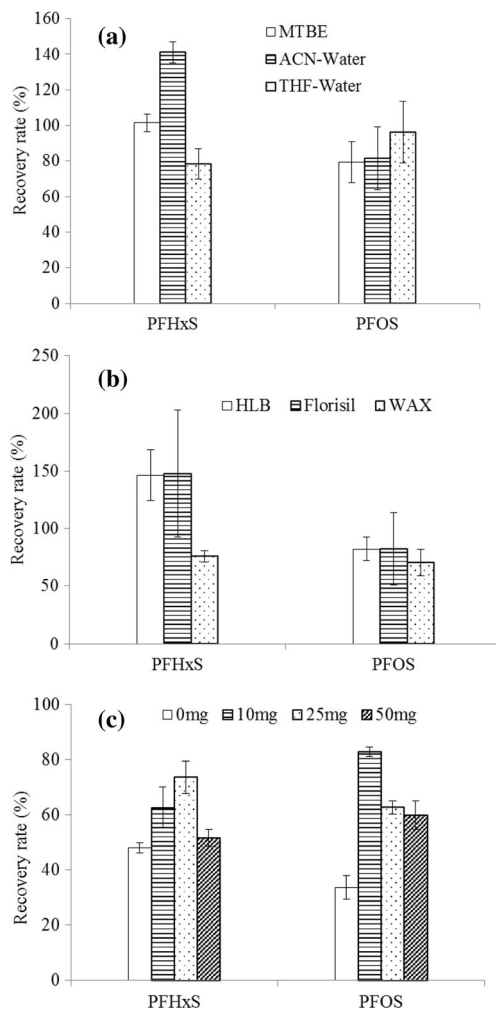 (a)
MTBE
ACN-Water
THF-Water
Recovery rate (%)
160
140
120
100
80
60
40
20
0
PFHxS PFOS
(b)
HLB Florisil WAX
Recovery rate (%)
250
200
150
100
50
0
PFHxS PFOS
(c)
0mg 10mg 25mg 50mg
Recovery rate (%)
100
80
60
40
20
0
PFHxS PFOS